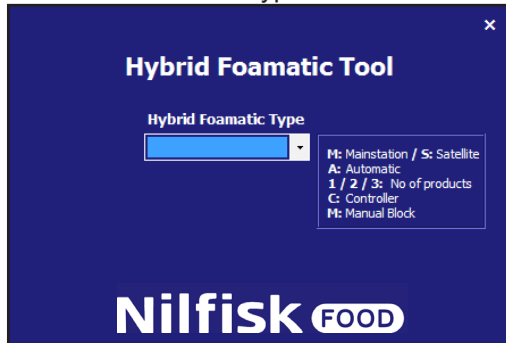 ×
Hybrid Foamatic Tool
Hybrid Foamatic Type
M: Mainstation / S: Satellite
A: Automatic
1 / 2 / 3: No of products
C: Controller
M: Manual Block
Nilfisk FOOD